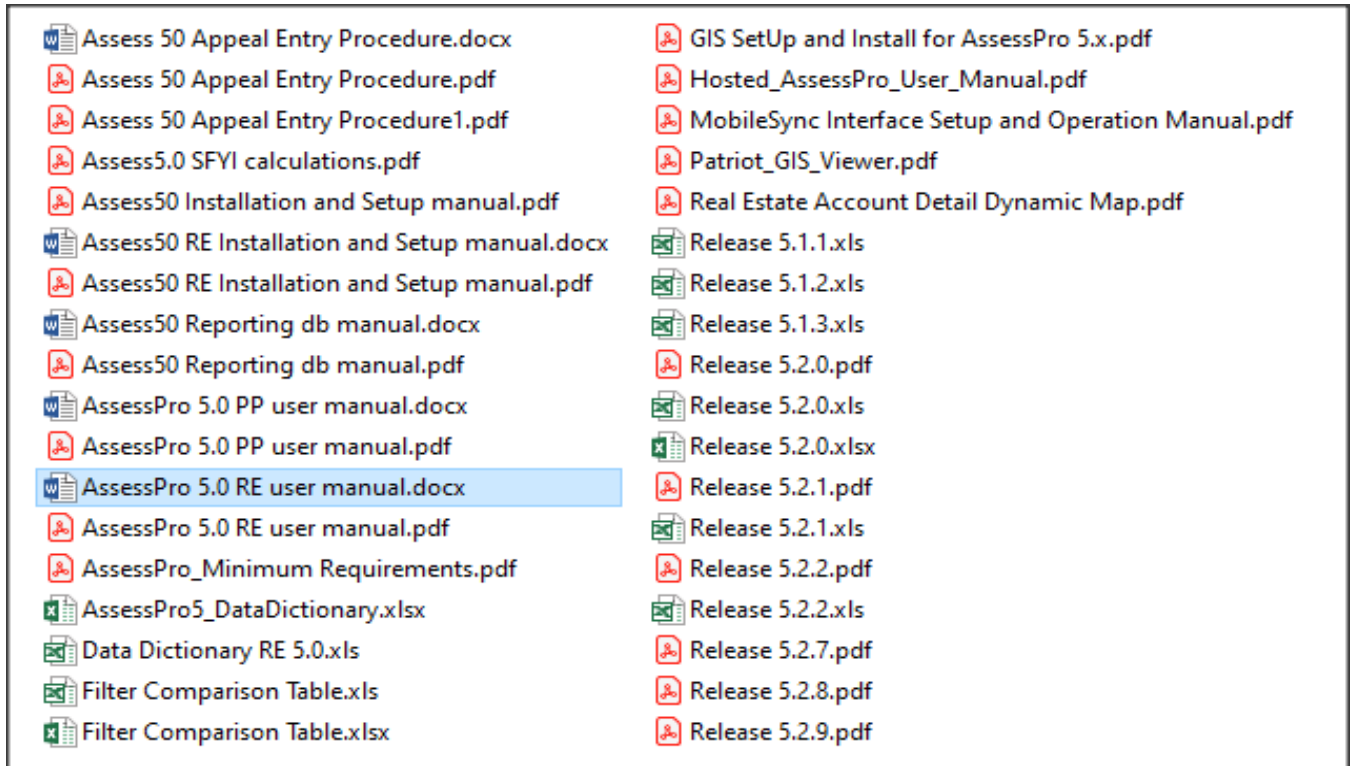 Assess 50 Appeal Entry Procedure.docx
Assess 50 Appeal Entry Procedure.pdf
Assess 50 Appeal Entry Procedure1.pdf
Assess5.0 SFYI calculations.pdf
Assess50 Installation and Setup manual.pdf
Assess50 RE Installation and Setup manual.docx
Assess50 RE Installation and Setup manual.pdf
Assess50 Reporting db manual.docx
Assess50 Reporting db manual.pdf
AssessPro 5.0 PP user manual.docx
AssessPro 5.0 PP user manual.pdf
AssessPro 5.0 RE user manual.docx
AssessPro 5.0 RE user manual.pdf
AssessPro_Minimum Requirements.pdf
AssessPro5_DataDictionary.xlsx
Data Dictionary RE 5.0.xls
Filter Comparison Table.xls
Filter Comparison Table.xlsx
GIS SetUp and Install for AssessPro 5.x.pdf
Hosted_AssessPro_User_Manual.pdf
MobileSync Interface Setup and Operation Manual.pdf
Patriot_GIS_Viewer.pdf
Real Estate Account Detail Dynamic Map.pdf
Release 5.1.1.xls
Release 5.1.2.xls
Release 5.1.3.xls
Release 5.2.0.pdf
Release 5.2.0.xls
Release 5.2.0.xlsx
Release 5.2.1.pdf
Release 5.2.1.xls
Release 5.2.2.pdf
Release 5.2.2.xls
Release 5.2.7.pdf
Release 5.2.8.pdf
Release 5.2.9.pdf